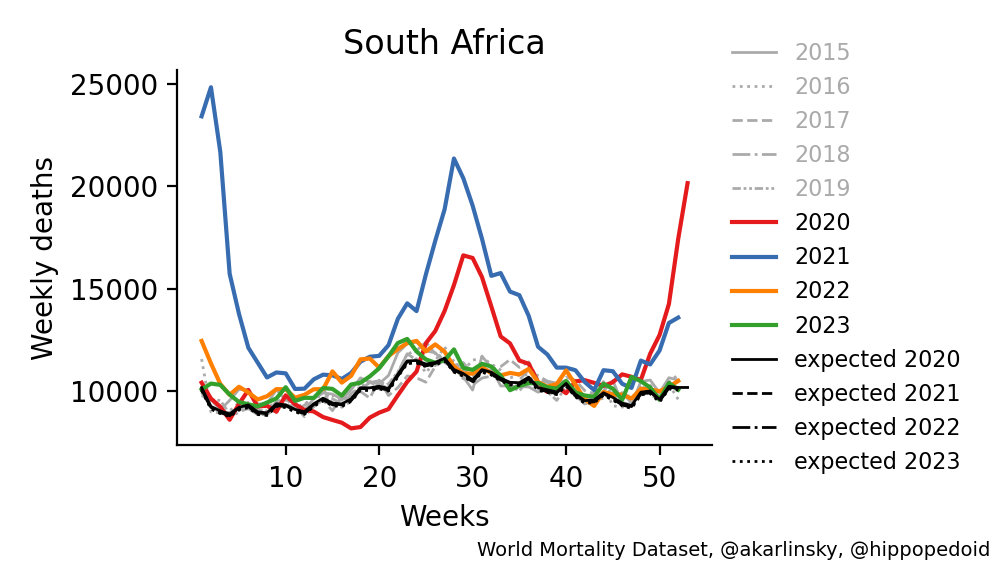 South Africa
Weekly deaths
25000
20000
15000
10000
10 20 30 40 50
Weeks
2015
2016
2017
2018
2019
2020
2021
2022
2023
expected 2020
expected 2021
expected 2022
expected 2023
World Mortality Dataset, @akarlinsky, @hippopedoid